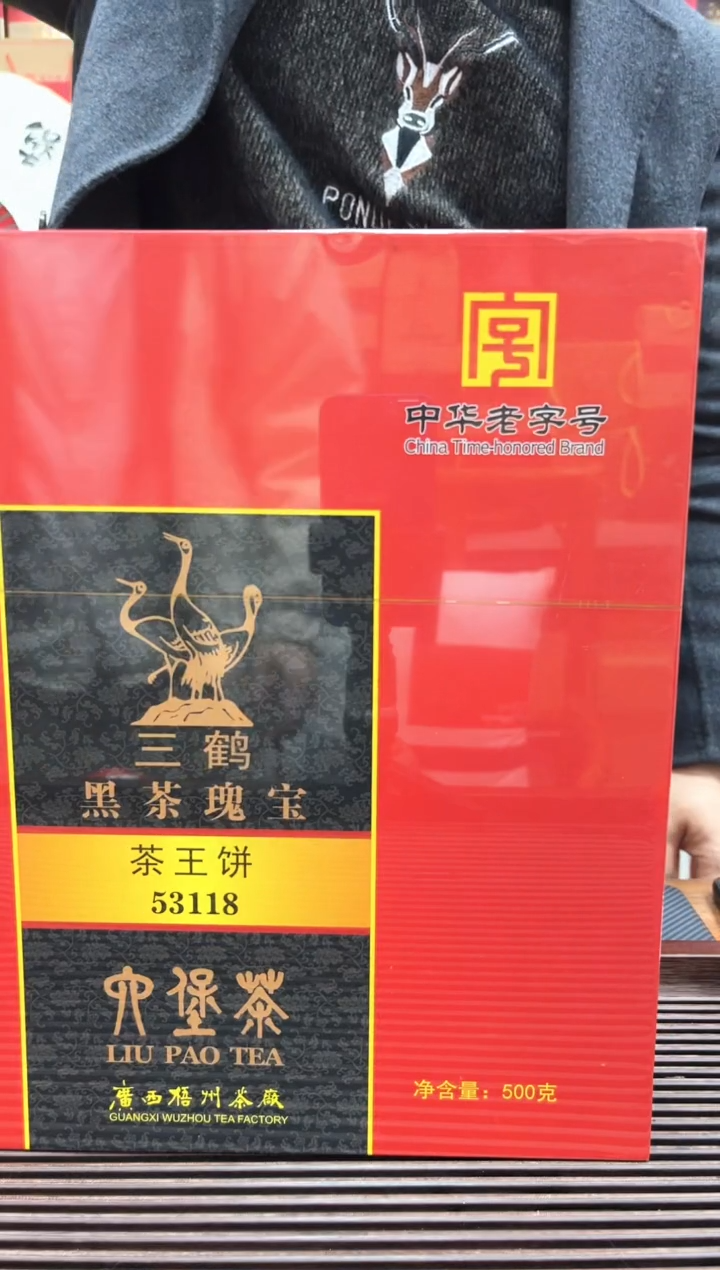 中华老字号
China Time-honored Brand
三鹤
黑茶瑰宝
茶王饼
53118
六堡茶
LIU PAO TEA
廣西梧州茶廠
GUANGXI WUZHOU TEA FACTORY
净含量：500克